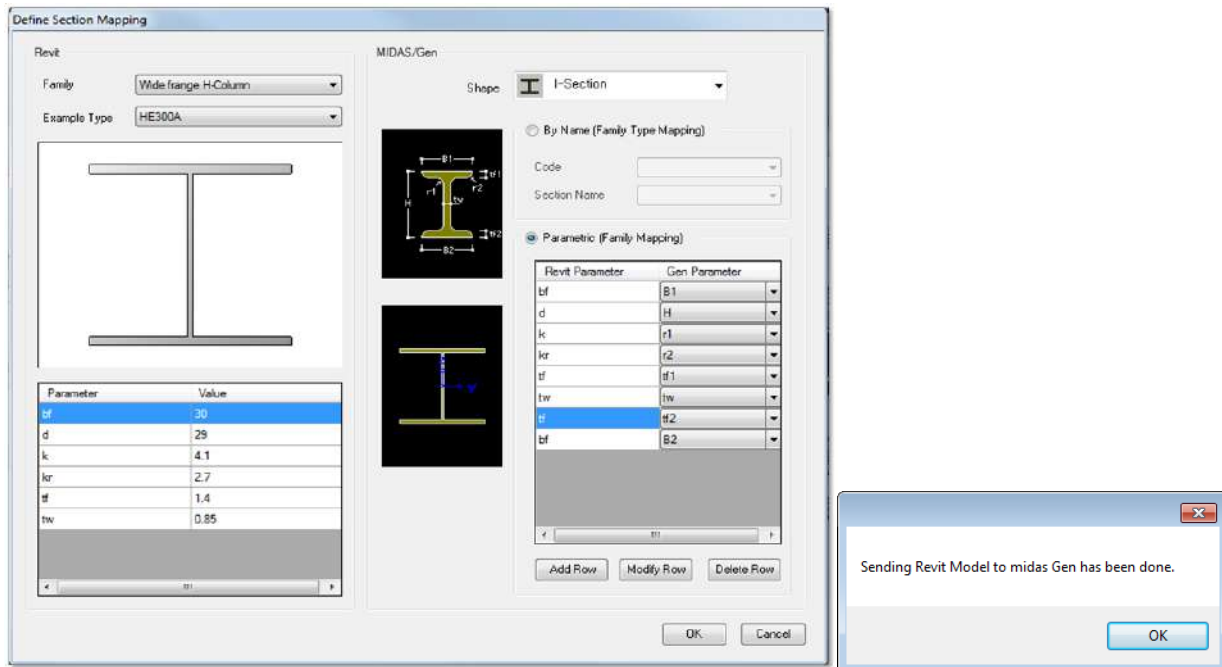 Define Section Mapping
Revit
Family
Wide frange H-Column
Example Type
HE300A
Parameter Value
bf 30
d 29
k 4.1
kr 2.7
tf 1.4
tw 0.85
MIDAS/Gen
Shape I-Section
B1
tf1
r1 r2
H tw
tf2
B2
By Name (Family Type Mapping)
Code
Section Name
Parametric (Family Mapping)
Revit Parameter Gen Parameter
bf B1
d H
k r1
kr r2
tf tf1
tw tw
tf tf2
bf B2
Add Row Modify Row Delete Row
OK Cancel
Sending Revit Model to midas Gen has been done.
OK